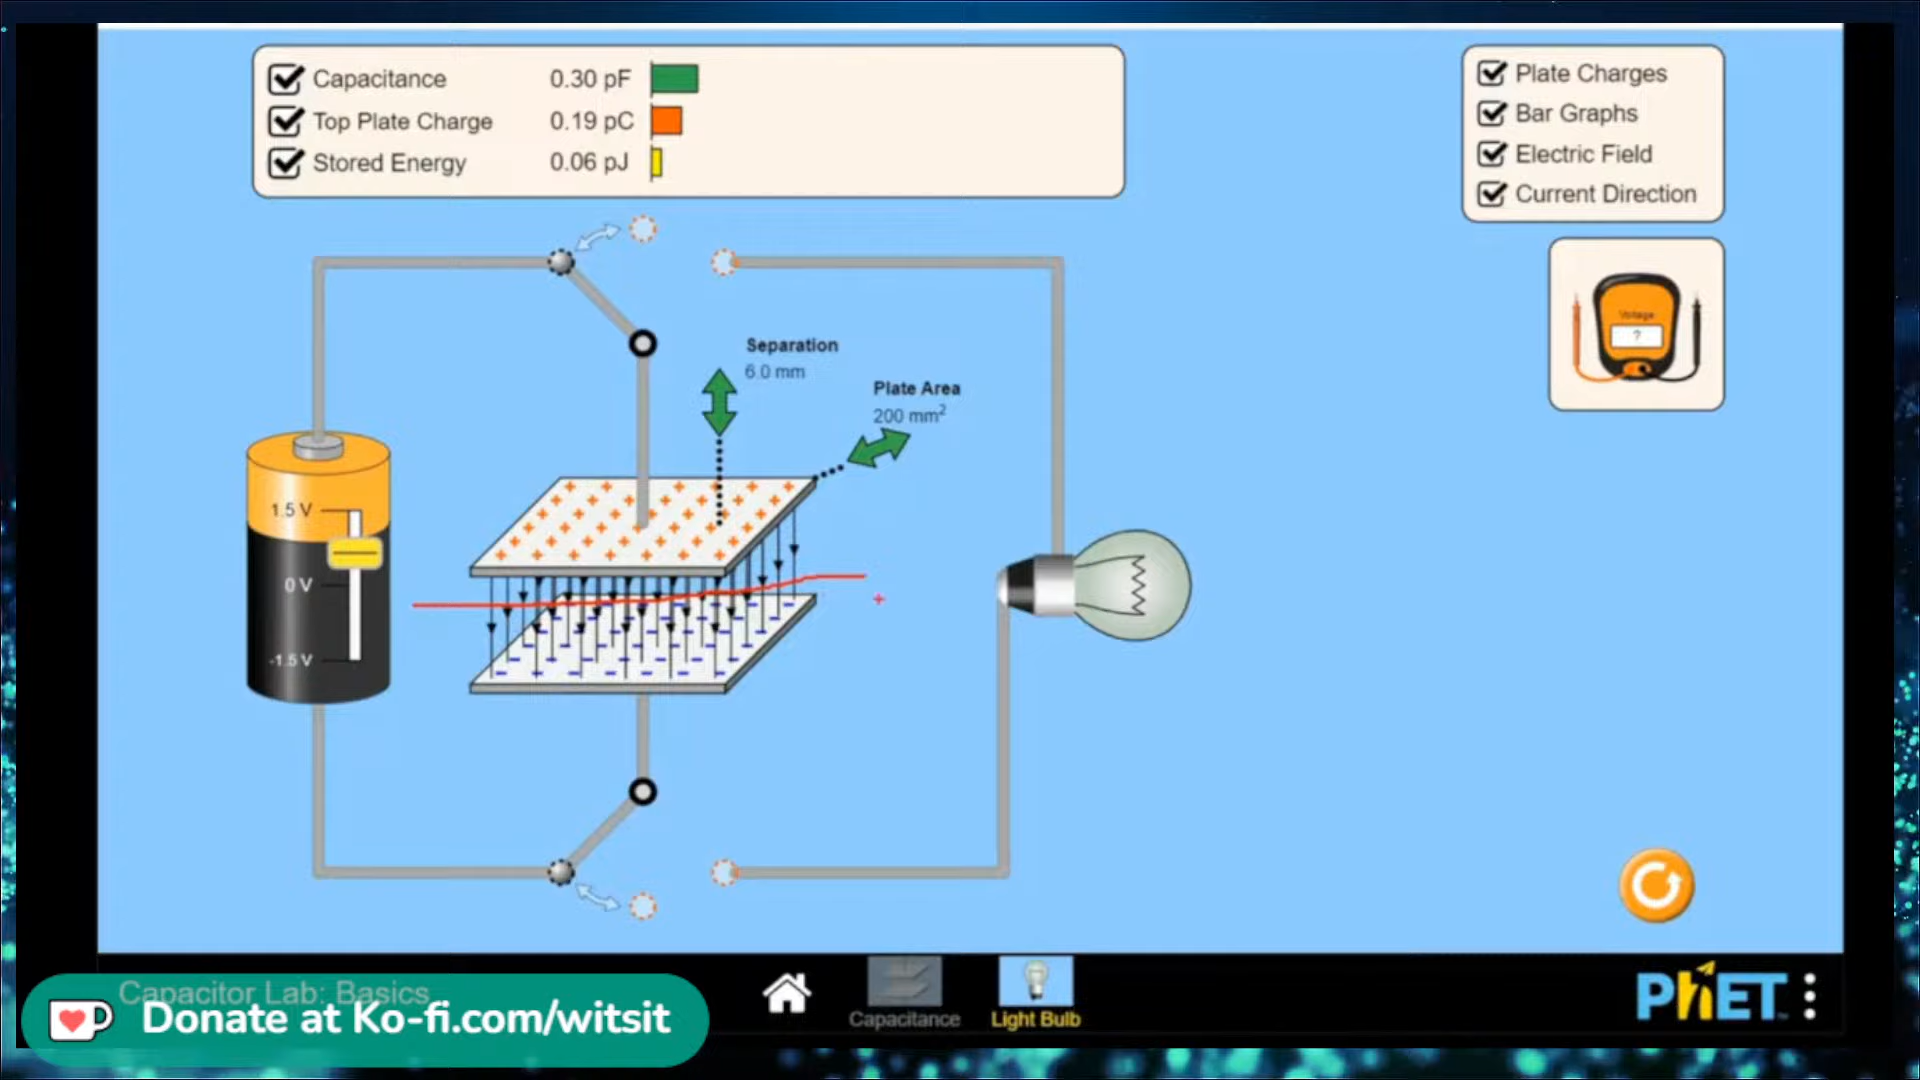 Capacitance 0.30 pF
Top Plate Charge 0.19 pC
Stored Energy 0.06 pJ
Plate Charges
Bar Graphs
Electric Field
Current Direction
Voltage
?
Separation
6.0 mm
Plate Area
200 mm²
1.5 V
0 V
-1.5 V
Capacitor Lab: Basics
Donate at Ko-fi.com/witsit
Capacitance
Light Bulb
PhET